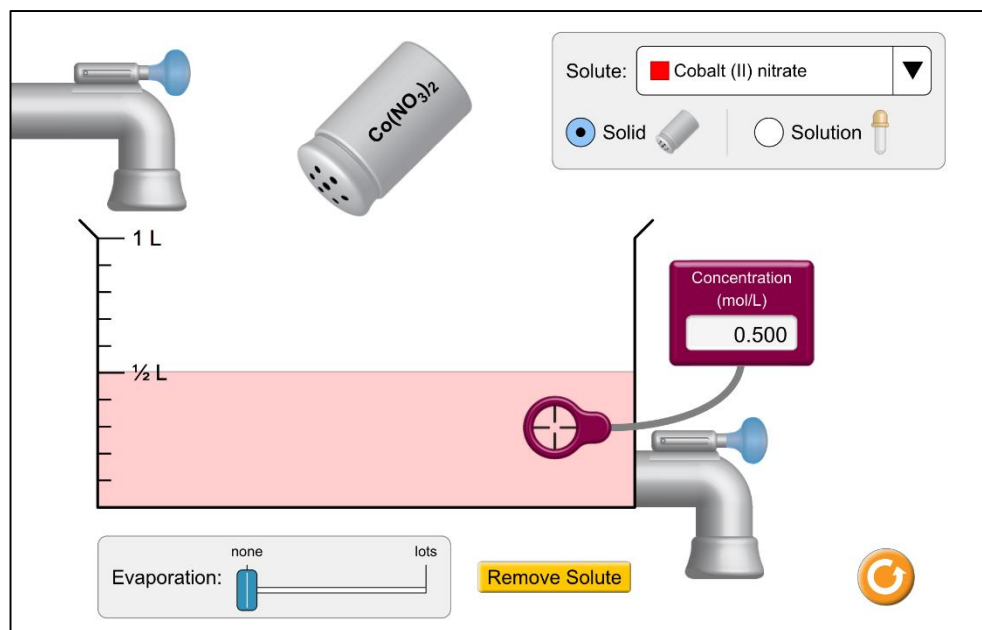 Co(NO3)2
Solute: Cobalt (II) nitrate
Solid
Solution
1 L
½ L
Concentration
(mol/L)
0.500
none
lots
Evaporation:
Remove Solute